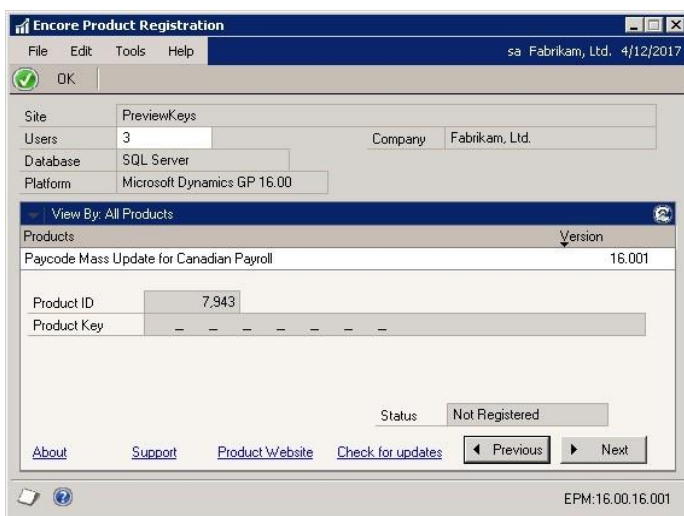 Encore Product Registration
File Edit Tools Help sa Fabrikam, Ltd. 4/12/2017
OK
Site PreviewKeys
Users 3 Company Fabrikam, Ltd.
Database SQL Server
Platform Microsoft Dynamics GP 16.00
View By: All Products
Products Version
Paycode Mass Update for Canadian Payroll 16.001
Product ID 7,943
Product Key _ _ _ _ _ _ _
Status Not Registered
About Support Product Website Check for updates Previous Next
EPM:16.00.16.001